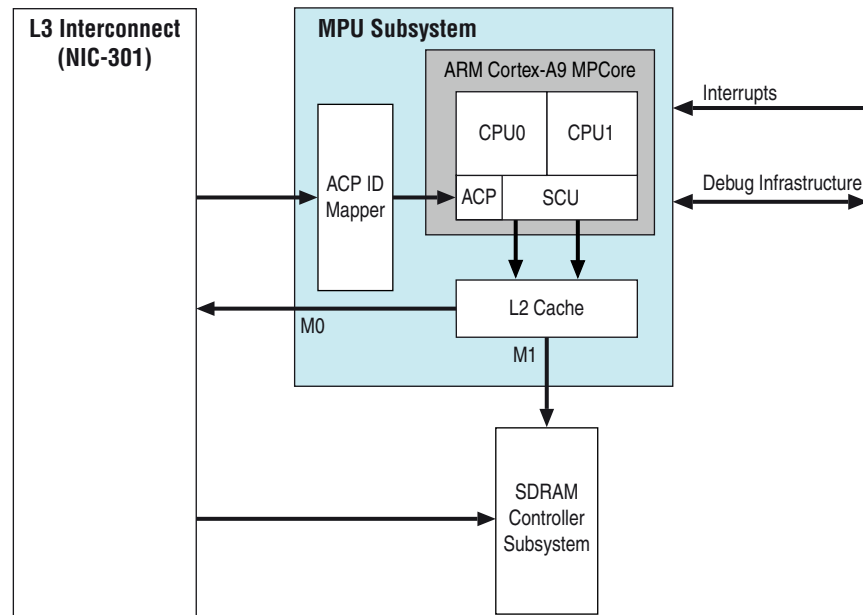 L3 Interconnect
(NIC-301)
MPU Subsystem
ARM Cortex-A9 MPCore
CPU0
CPU1
ACP
SCU
ACP ID
Mapper
Interrupts
Debug Infrastructure
L2 Cache
M0
M1
SDRAM
Controller
Subsystem